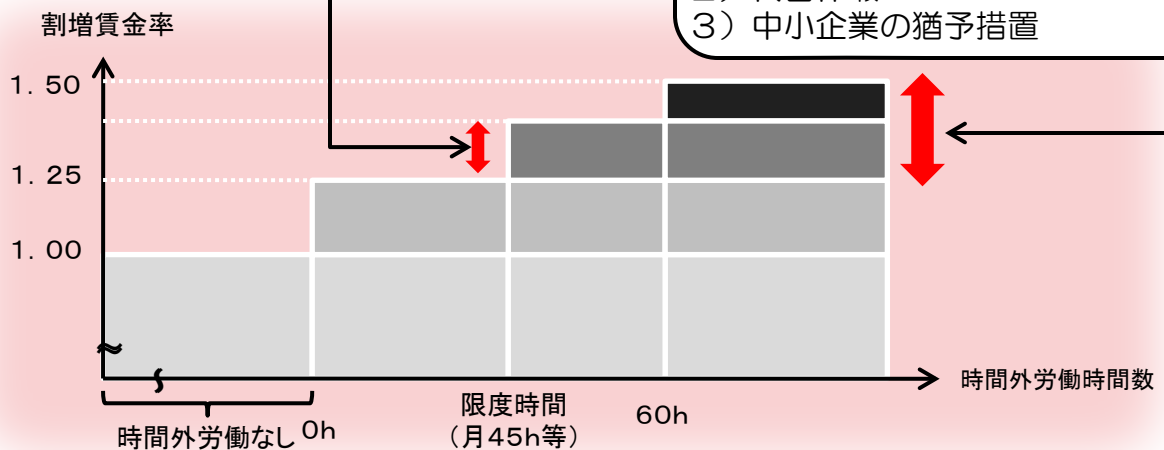 割増賃金率
3）中小企業の猶予措置
1.50
1.25
1.00
時間外労働時間数
時間外労働なし
0h
限度時間
（月45h等）
60h